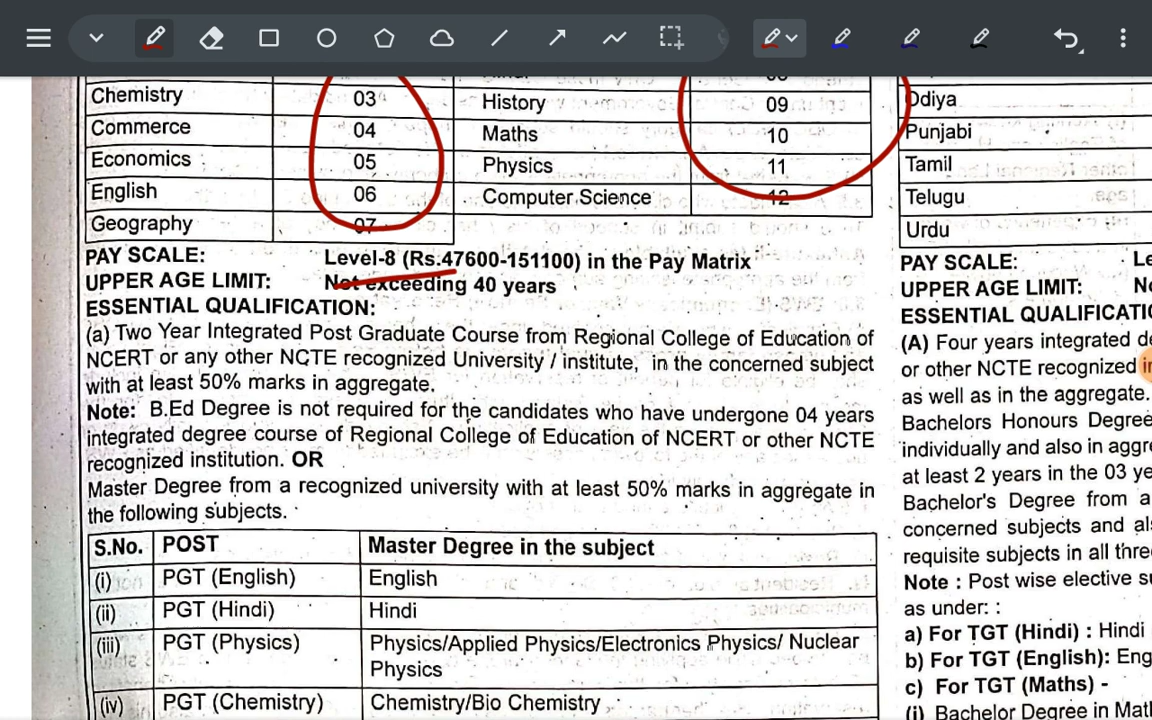 Chemistry 03 History 09 Odiya
Commerce 04 Maths 10 Punjabi
Economics 05 Physics 11 Tamil
English 06 Computer Science 12 Telugu
Geography 07 Urdu
PAY SCALE: Level-8 (Rs.47600-151100) in the Pay Matrix
UPPER AGE LIMIT: Not exceeding 40 years
ESSENTIAL QUALIFICATION:
(a) Two Year Integrated Post Graduate Course from Regional College of Education of
NCERT or any other NCTE recognized University / institute, in the concerned subject
with at least 50% marks in aggregate.
Note: B.Ed Degree is not required for the candidates who have undergone 04 years
integrated degree course of Regional College of Education of NCERT or other NCTE
recognized institution. OR
Master Degree from a recognized university with at least 50% marks in aggregate in
the following subjects.
S.No. POST Master Degree in the subject
(i) PGT (English) English
(ii) PGT (Hindi) Hindi
(iii) PGT (Physics) Physics/Applied Physics/Electronics Physics/ Nuclear
Physics
(iv) PGT (Chemistry) Chemistry/Bio Chemistry
PAY SCALE: Le
UPPER AGE LIMIT: No
ESSENTIAL QUALIFICATI
(A) Four years integrated de
or other NCTE recognized in
as well as in the aggregate.
Bachelors Honours Degree
individually and also in aggre
at least 2 years in the 03 ye
Bachelor's Degree from a
concerned subjects and als
requisite subjects in all three
Note : Post wise elective su
as under: :
a) For TGT (Hindi) : Hindi
b) For TGT (English): Eng
c) For TGT (Maths) -
(i) Bachelor Degree in Math